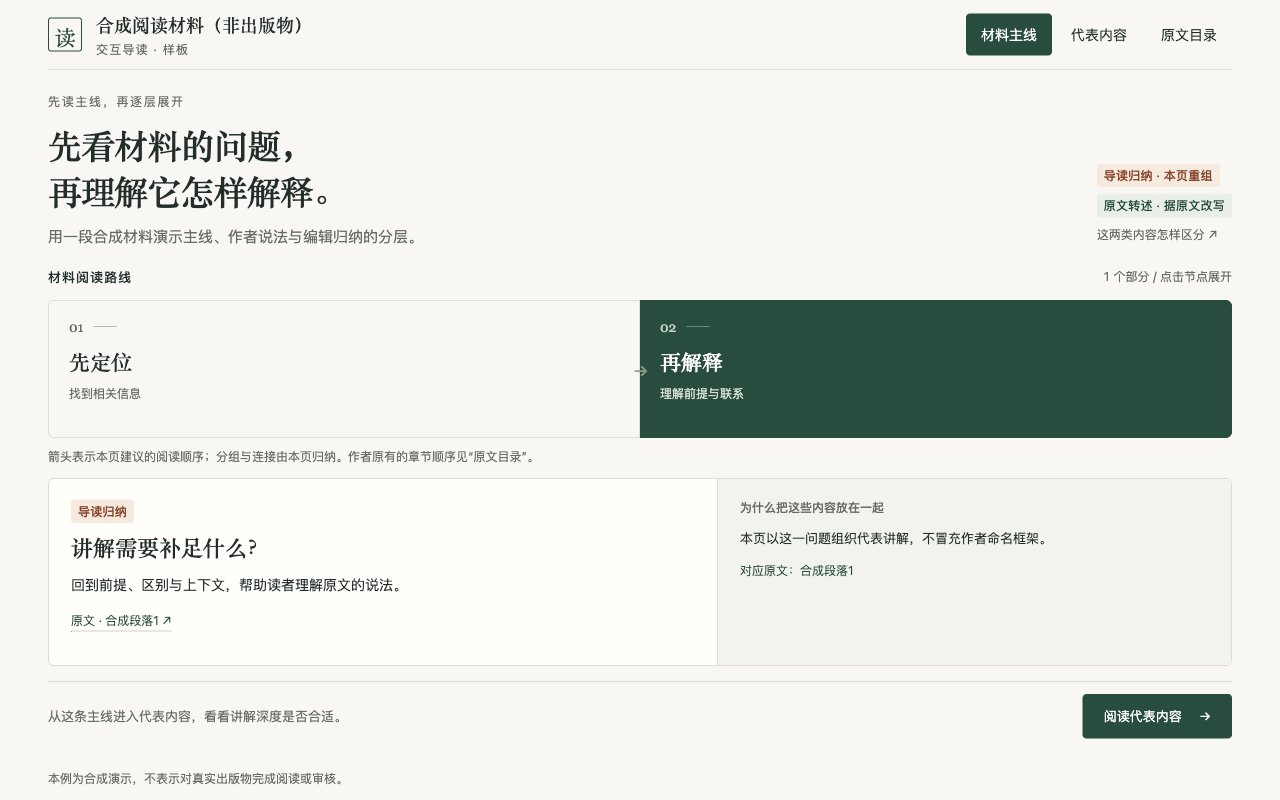 读
合成阅读材料（非出版物）
交互导读 · 样板
材料主线
代表内容
原文目录
先读主线，再逐层展开
先看材料的问题，
再理解它怎样解释。
用一段合成材料演示主线、作者说法与编辑归纳的分层。
导读归纳 · 本页重组
原文转述 · 据原文改写
这两类内容怎样区分 ↗
材料阅读路线
1 个部分 / 点击节点展开
01
先定位
找到相关信息
→
02
再解释
理解前提与联系
箭头表示本页建议的阅读顺序；分组与连接由本页归纳。作者原有的章节顺序见“原文目录”。
导读归纳
讲解需要补足什么？
回到前提、区别与上下文，帮助读者理解原文的说法。
原文 · 合成段落1 ↗
为什么把这些内容放在一起
本页以这一问题组织代表讲解，不冒充作者命名框架。
对应原文：合成段落1
从这条主线进入代表内容，看看讲解深度是否合适。
阅读代表内容 →
本例为合成演示，不表示对真实出版物完成阅读或审核。